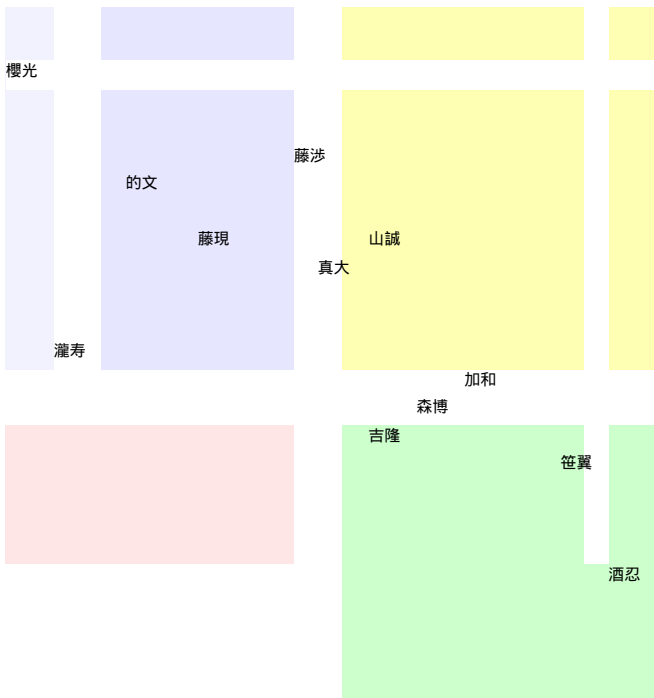 櫻光
藤渉
的文
藤現
山誠
真大
瀧寿
加和
森博
吉隆
笹翼
酒忍